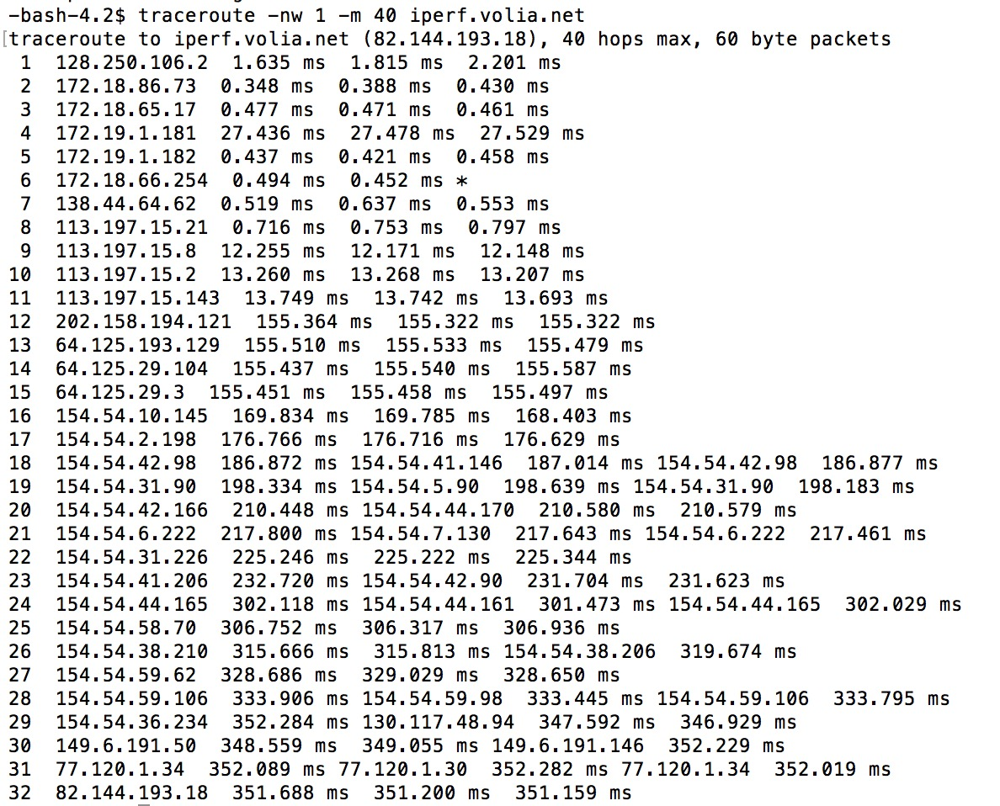 -bash-4.2$ traceroute -nw 1 -m 40 iperf.volia.net
traceroute to iperf.volia.net (82.144.193.18), 40 hops max, 60 byte packets
 1  128.250.106.2  1.635 ms  1.815 ms  2.201 ms
 2  172.18.86.73  0.348 ms  0.388 ms  0.430 ms
 3  172.18.65.17  0.477 ms  0.471 ms  0.461 ms
 4  172.19.1.181  27.436 ms  27.478 ms  27.529 ms
 5  172.19.1.182  0.437 ms  0.421 ms  0.458 ms
 6  172.18.66.254  0.494 ms  0.452 ms *
 7  138.44.64.62  0.519 ms  0.637 ms  0.553 ms
 8  113.197.15.21  0.716 ms  0.753 ms  0.797 ms
 9  113.197.15.8  12.255 ms  12.171 ms  12.148 ms
10  113.197.15.2  13.260 ms  13.268 ms  13.207 ms
11  113.197.15.143  13.749 ms  13.742 ms  13.693 ms
12  202.158.194.121  155.364 ms  155.322 ms  155.322 ms
13  64.125.193.129  155.510 ms  155.533 ms  155.479 ms
14  64.125.29.104  155.437 ms  155.540 ms  155.587 ms
15  64.125.29.3  155.451 ms  155.458 ms  155.497 ms
16  154.54.10.145  169.834 ms  169.785 ms  168.403 ms
17  154.54.2.198  176.766 ms  176.716 ms  176.629 ms
18  154.54.42.98  186.872 ms 154.54.41.146  187.014 ms 154.54.42.98  186.877 ms
19  154.54.31.90  198.334 ms 154.54.5.90  198.639 ms 154.54.31.90  198.183 ms
20  154.54.42.166  210.448 ms 154.54.44.170  210.580 ms  210.579 ms
21  154.54.6.222  217.800 ms 154.54.7.130  217.643 ms 154.54.6.222  217.461 ms
22  154.54.31.226  225.246 ms  225.222 ms  225.344 ms
23  154.54.41.206  232.720 ms 154.54.42.90  231.704 ms  231.623 ms
24  154.54.44.165  302.118 ms 154.54.44.161  301.473 ms 154.54.44.165  302.029 ms
25  154.54.58.70  306.752 ms  306.317 ms  306.936 ms
26  154.54.38.210  315.666 ms  315.813 ms 154.54.38.206  319.674 ms
27  154.54.59.62  328.686 ms  329.029 ms  328.650 ms
28  154.54.59.106  333.906 ms 154.54.59.98  333.445 ms 154.54.59.106  333.795 ms
29  154.54.36.234  352.284 ms 130.117.48.94  347.592 ms  346.929 ms
30  149.6.191.50  348.559 ms  349.055 ms 149.6.191.146  352.229 ms
31  77.120.1.34  352.089 ms 77.120.1.30  352.282 ms 77.120.1.34  352.019 ms
32  82.144.193.18  351.688 ms  351.200 ms  351.159 ms